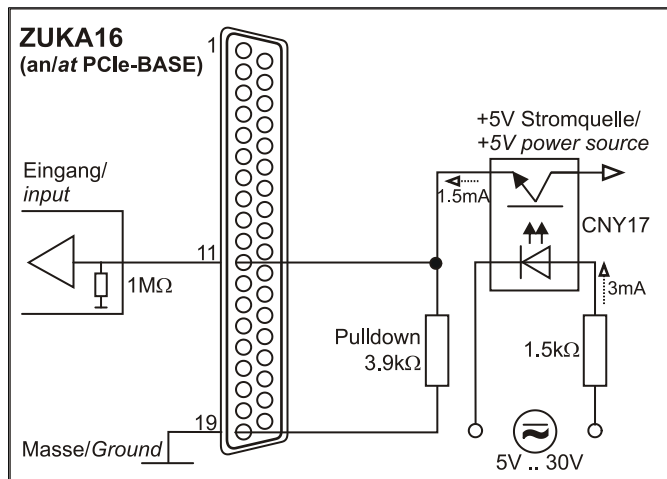 ZUKA16
(an/at PCIe-BASE)
1
+5V Stromquelle/
+5V power source
Eingang/
input
1.5mA
CNY17
11
1MΩ
3mA
Pulldown
3.9kΩ
1.5kΩ
19
Masse/Ground
5V .. 30V